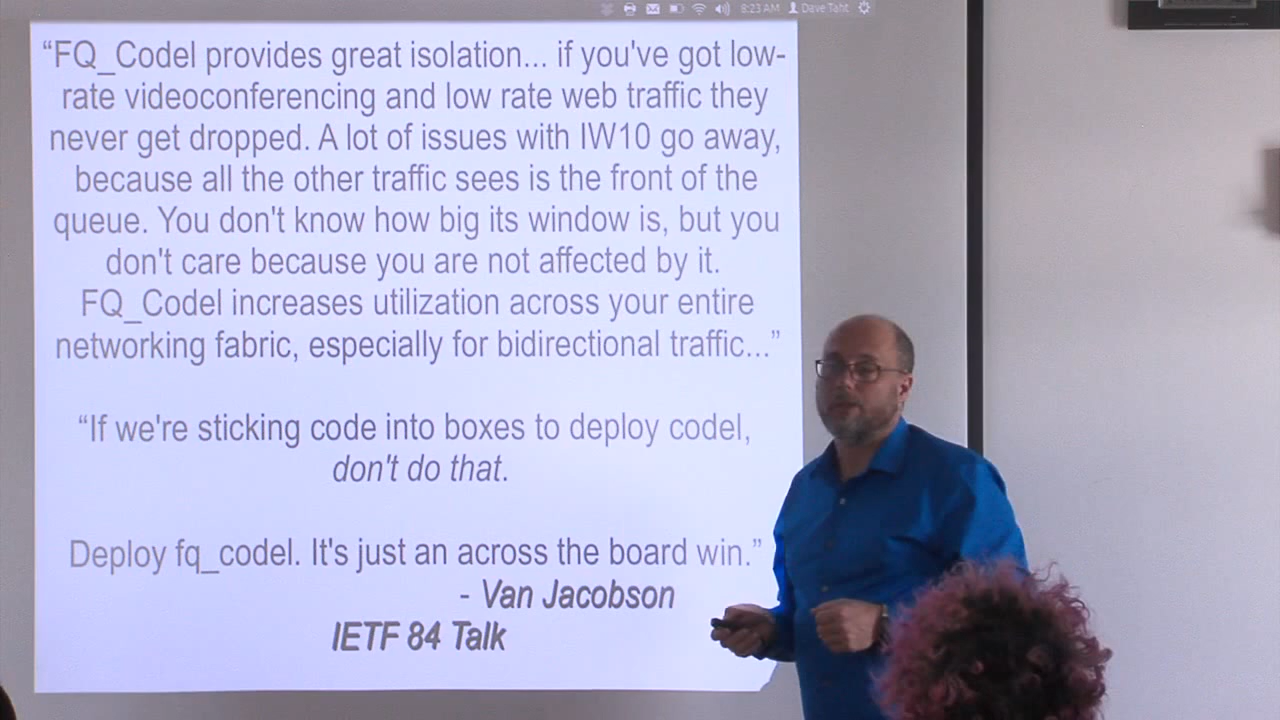 8:23 AM Dave Taht
“FQ_Codel provides great isolation... if you've got low-
rate videoconferencing and low rate web traffic they
never get dropped. A lot of issues with IW10 go away,
because all the other traffic sees is the front of the
queue. You don't know how big its window is, but you
don't care because you are not affected by it.
FQ_Codel increases utilization across your entire
networking fabric, especially for bidirectional traffic...”
“If we're sticking code into boxes to deploy codel,
don't do that.
Deploy fq_codel. It's just an across the board win.”
- Van Jacobson
IETF 84 Talk